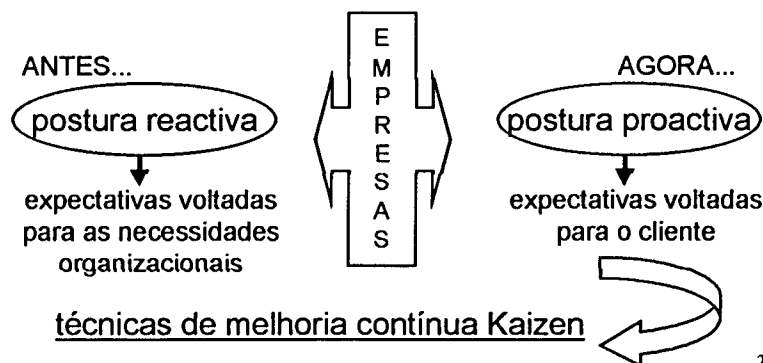 ANTES...
postura reactiva
expectativas voltadas
para as necessidades
organizacionais
EMPRESAS
AGORA...
postura proactiva
expectativas voltadas
para o cliente
técnicas de melhoria contínua Kaizen